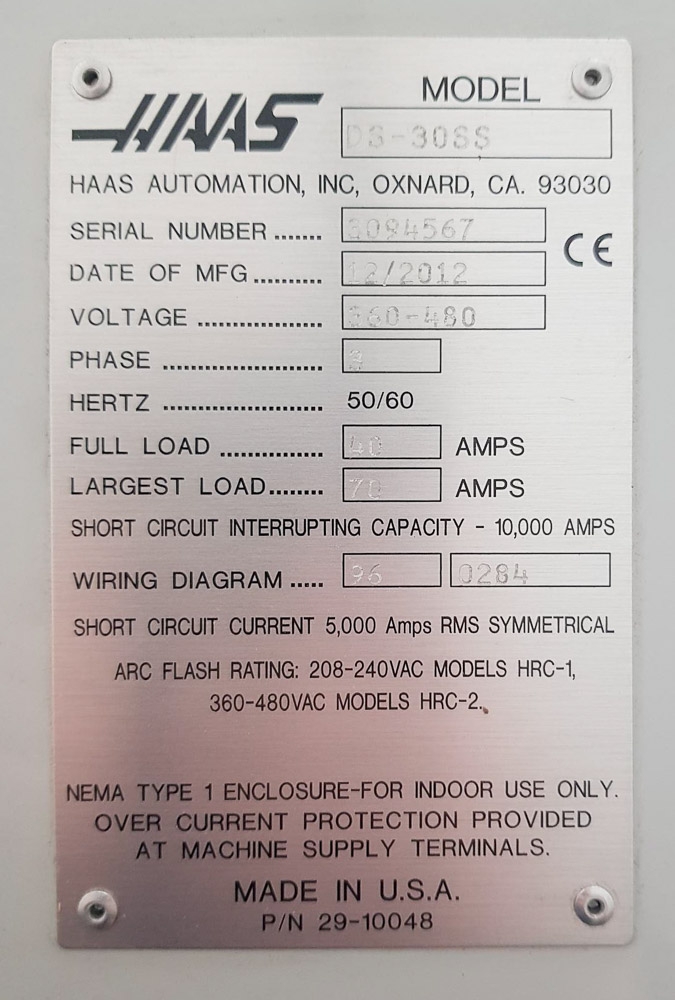 HAAS
MODEL
DS-30SS
HAAS AUTOMATION, INC, OXNARD, CA. 93030
SERIAL NUMBER ....... 3094567
CE
DATE OF MFG.......... 12/2012
VOLTAGE .................. 360-480
PHASE ....................... 3
HERTZ ....................... 50/60
FULL LOAD .............. 40 AMPS
LARGEST LOAD........ AMPS
SHORT CIRCUIT INTERRUPTING CAPACITY - 10,000 AMPS
WIRING DIAGRAM ..... 96 0284
SHORT CIRCUIT CURRENT 5,000 Amps RMS SYMMETRICAL
ARC FLASH RATING: 208-240VAC MODELS HRC-1,
360-480VAC MODELS HRC-2.
NEMA TYPE 1 ENCLOSURE-FOR INDOOR USE ONLY.
OVER CURRENT PROTECTION PROVIDED
AT MACHINE SUPPLY TERMINALS.
MADE IN U.S.A.
P/N 29-10048